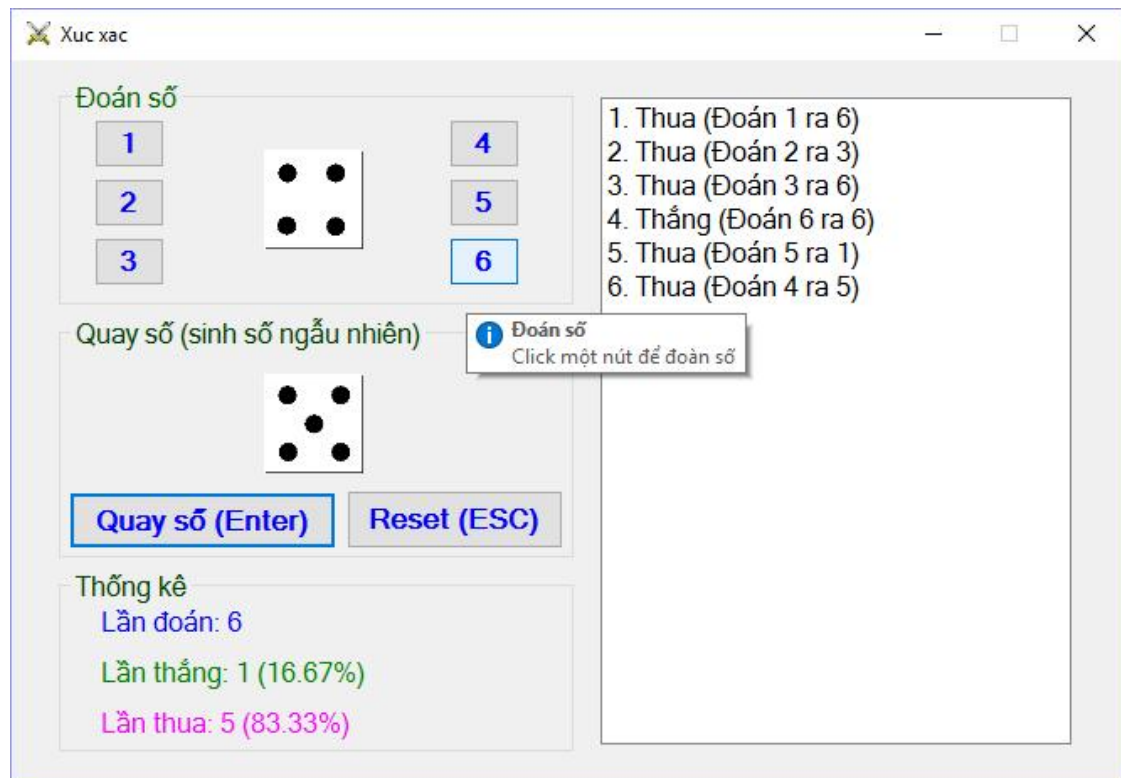 Xuc xac
Đoán số
1
4
2
5
3
6
Quay số (sinh số ngẫu nhiên)
Đoán số
Click một nút để đoàn số
Quay số (Enter)
Reset (ESC)
Thống kê
Lần đoán: 6
Lần thắng: 1 (16.67%)
Lần thua: 5 (83.33%)
1. Thua (Đoán 1 ra 6)
2. Thua (Đoán 2 ra 3)
3. Thua (Đoán 3 ra 6)
4. Thắng (Đoán 6 ra 6)
5. Thua (Đoán 5 ra 1)
6. Thua (Đoán 4 ra 5)